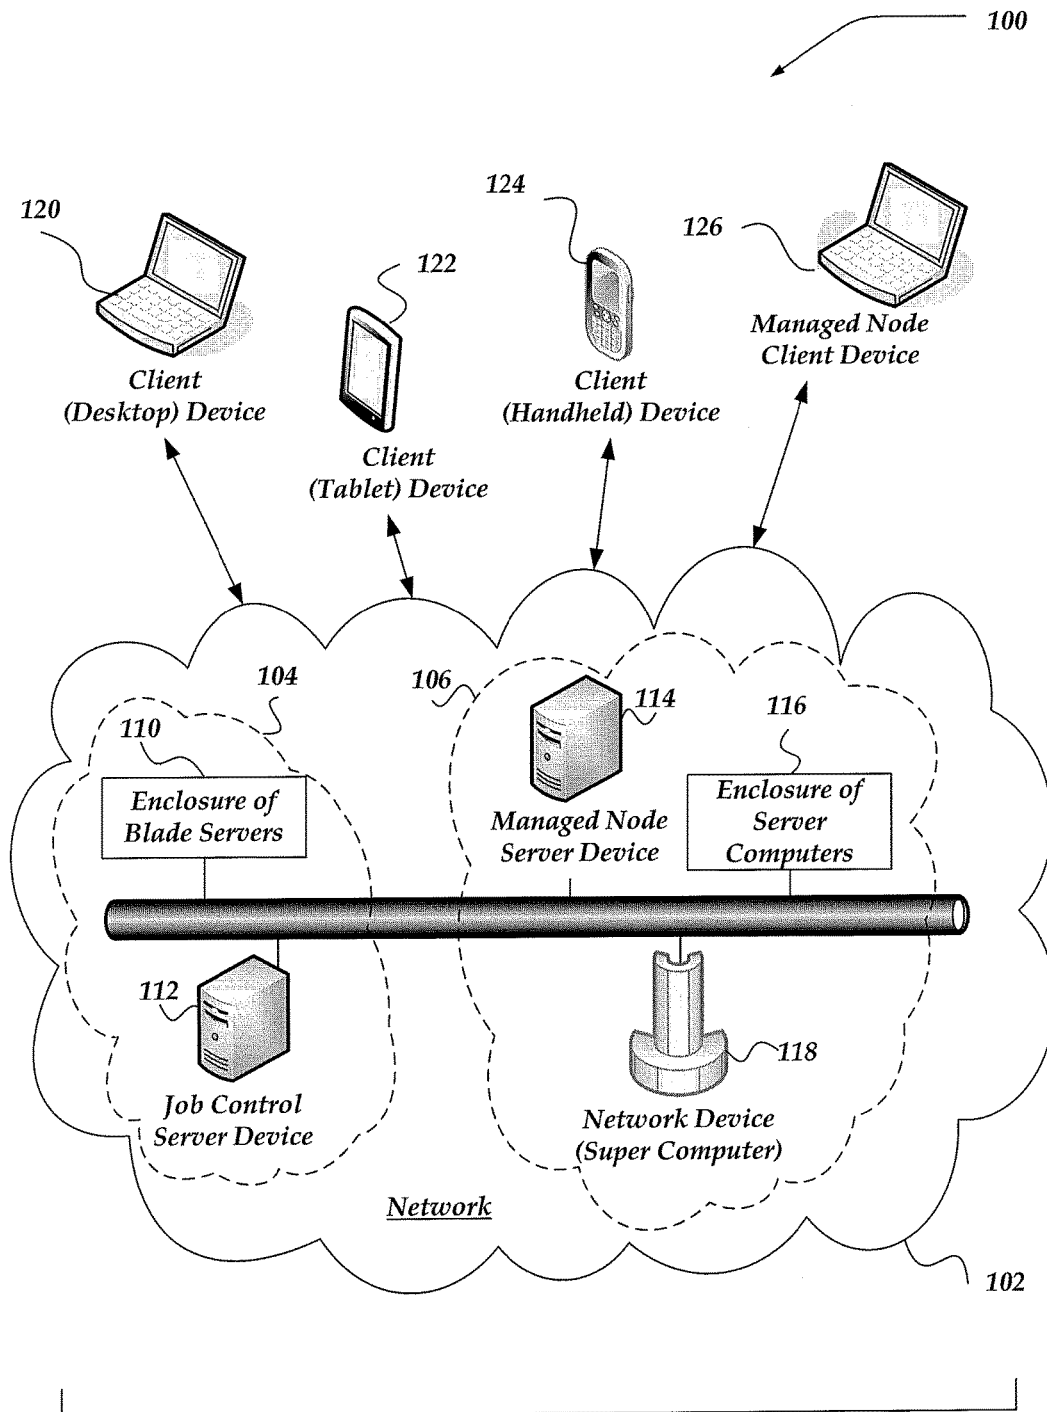 100
124
120
126
122
Managed Node
Client Device
Client
(Desktop) Device
Client
(Handheld) Device
Client
(Tablet) Device
104
106
114
116
110
Enclosure of
Blade Servers
Enclosure of
Server
Computers
Managed Node
Server Device
112
118
Job Control
Server Device
Network Device
(Super Computer)
Network
102